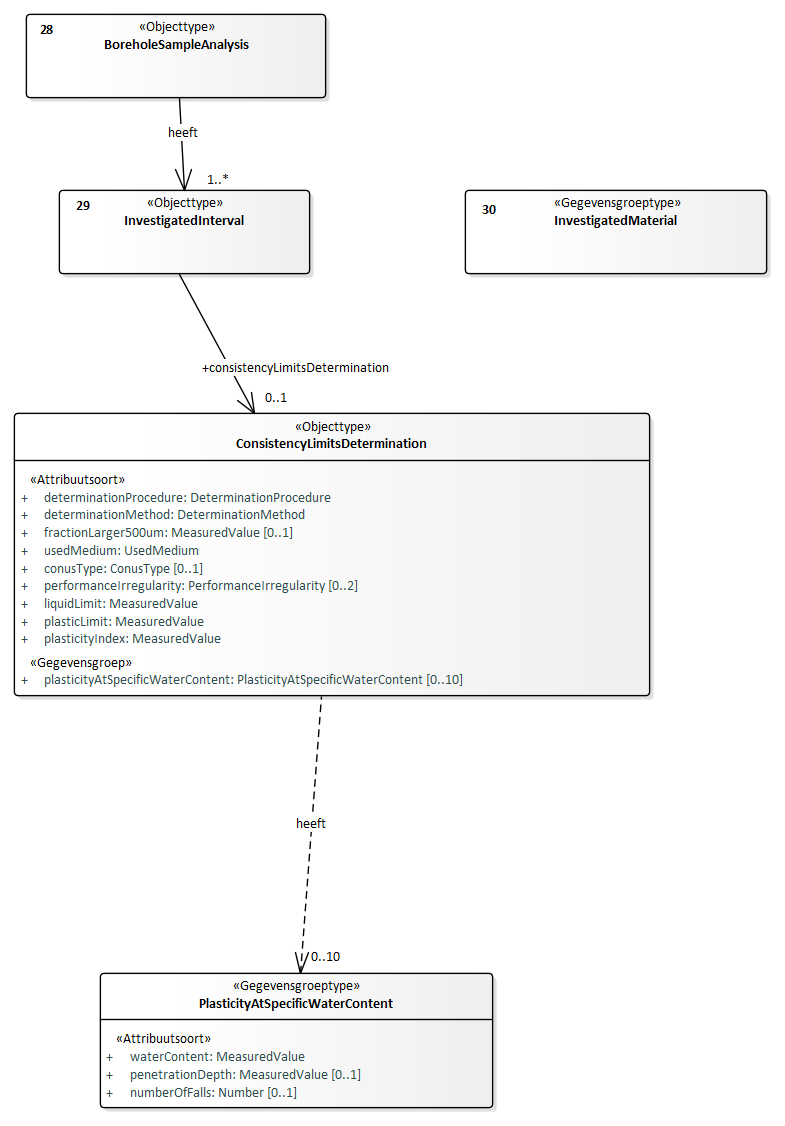 28
«Objecttype»
BoreholeSampleAnalysis
heeft
1..*
29
«Objecttype»
InvestigatedInterval
30
«Gegevensgroeptype»
InvestigatedMaterial
+consistencyLimitsDetermination
0..1
«Objecttype»
ConsistencyLimitsDetermination
«Attribuutsoort»
+ determinationProcedure: DeterminationProcedure
+ determinationMethod: DeterminationMethod
+ fractionLarger500um: MeasuredValue [0..1]
+ usedMedium: UsedMedium
+ conusType: ConusType [0..1]
+ performanceIrregularity: PerformanceIrregularity [0..2]
+ liquidLimit: MeasuredValue
+ plasticLimit: MeasuredValue
+ plasticityIndex: MeasuredValue
«Gegevensgroep»
+ plasticityAtSpecificWaterContent: PlasticityAtSpecificWaterContent [0..10]
heeft
0..10
«Gegevensgroeptype»
PlasticityAtSpecificWaterContent
«Attribuutsoort»
+ waterContent: MeasuredValue
+ penetrationDepth: MeasuredValue [0..1]
+ numberOfFalls: Number [0..1]